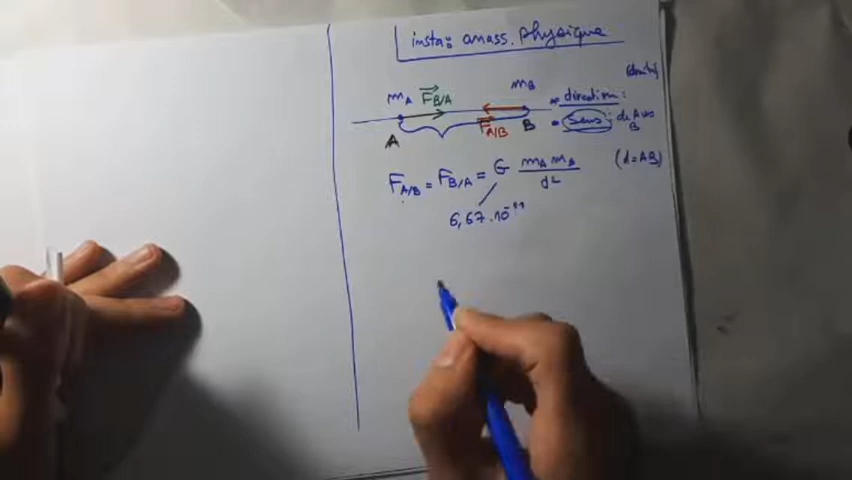 insta: anass.physique
(droite)
mA F⃗B/A mB * direction:
A F⃗A/B B * Sens: de A vers B
FA/B = FB/A = G mA mB / d² (d=AB)
6,67.10⁻¹¹